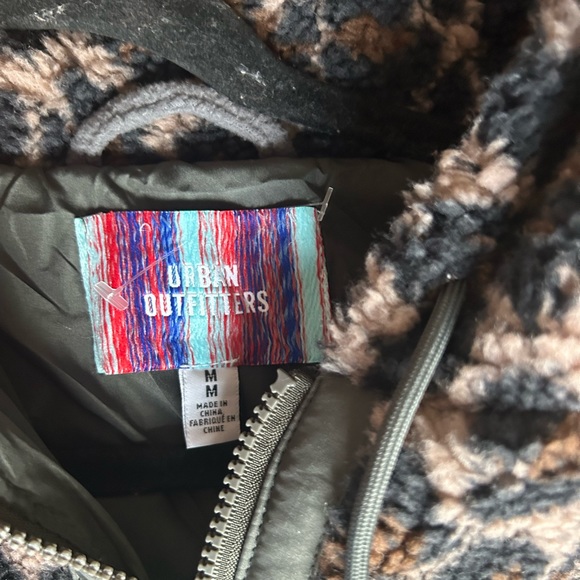 URBAN
OUTFITTERS
M
M
MADE IN
CHINA
FABRIQUÉ EN
CHINE